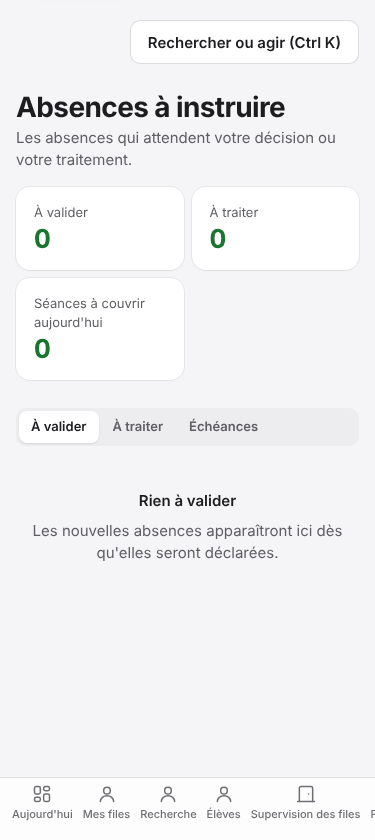 Rechercher ou agir (Ctrl K)
Absences à instruire
Les absences qui attendent votre décision ou
votre traitement.
À valider
0
À traiter
0
Séances à couvrir
aujourd'hui
0
À valider
À traiter
Échéances
Rien à valider
Les nouvelles absences apparaîtront ici dès
qu'elles seront déclarées.
Aujourd'hui
Mes files
Recherche
Élèves
Supervision des files